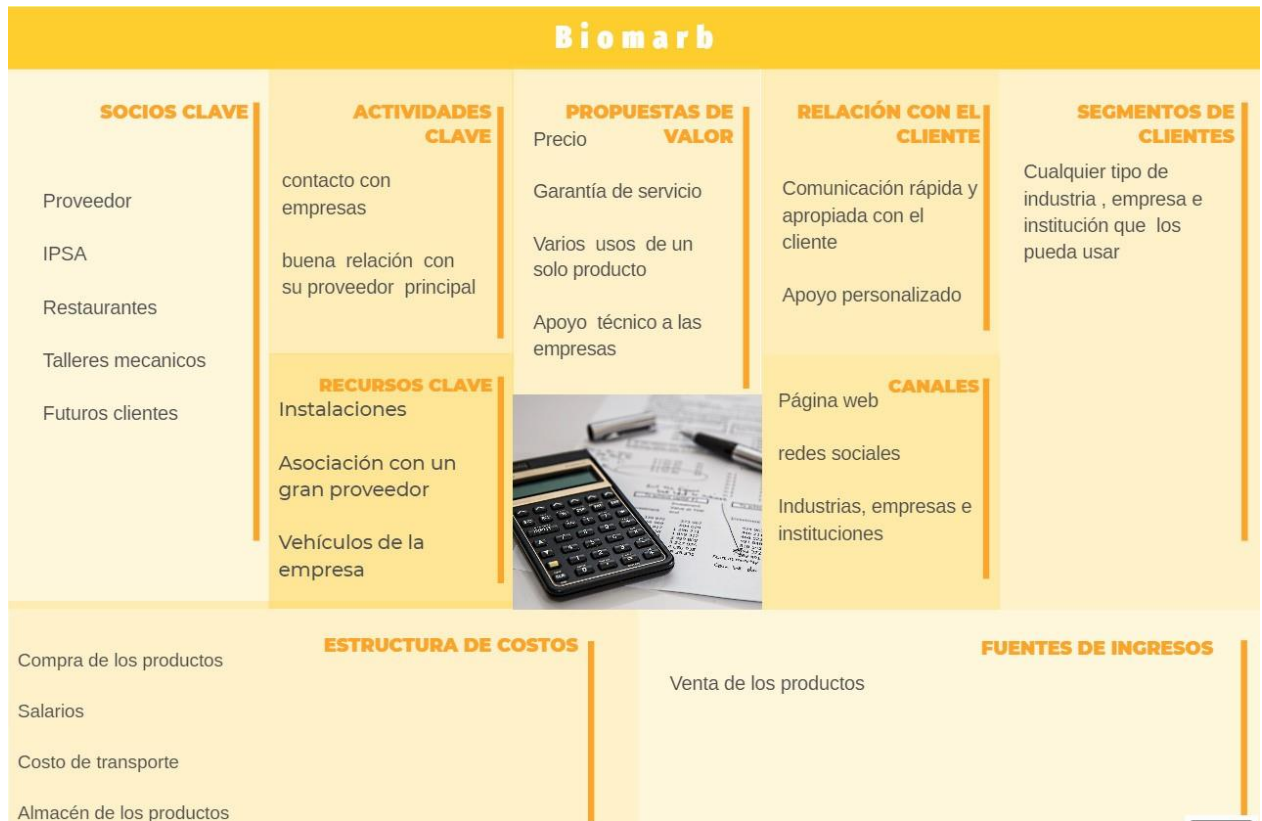 Biomarb
SOCIOS CLAVE
Proveedor
IPSA
Restaurantes
Talleres mecanicos
Futuros clientes
ACTIVIDADES
CLAVE
contacto con
empresas
buena relación con
su proveedor principal
RECURSOS CLAVE
Instalaciones
Asociación con un
gran proveedor
Vehículos de la
empresa
PROPUESTAS DE
VALOR
Precio
Garantía de servicio
Varios usos de un
solo producto
Apoyo técnico a las
empresas
RELACIÓN CON EL
CLIENTE
Comunicación rápida y
apropiada con el
cliente
Apoyo personalizado
CANALES
Página web
redes sociales
Industrias, empresas e
instituciones
SEGMENTOS DE
CLIENTES
Cualquier tipo de
industria , empresa e
institución que los
pueda usar
ESTRUCTURA DE COSTOS
Compra de los productos
Salarios
Costo de transporte
Almacén de los productos
FUENTES DE INGRESOS
Venta de los productos